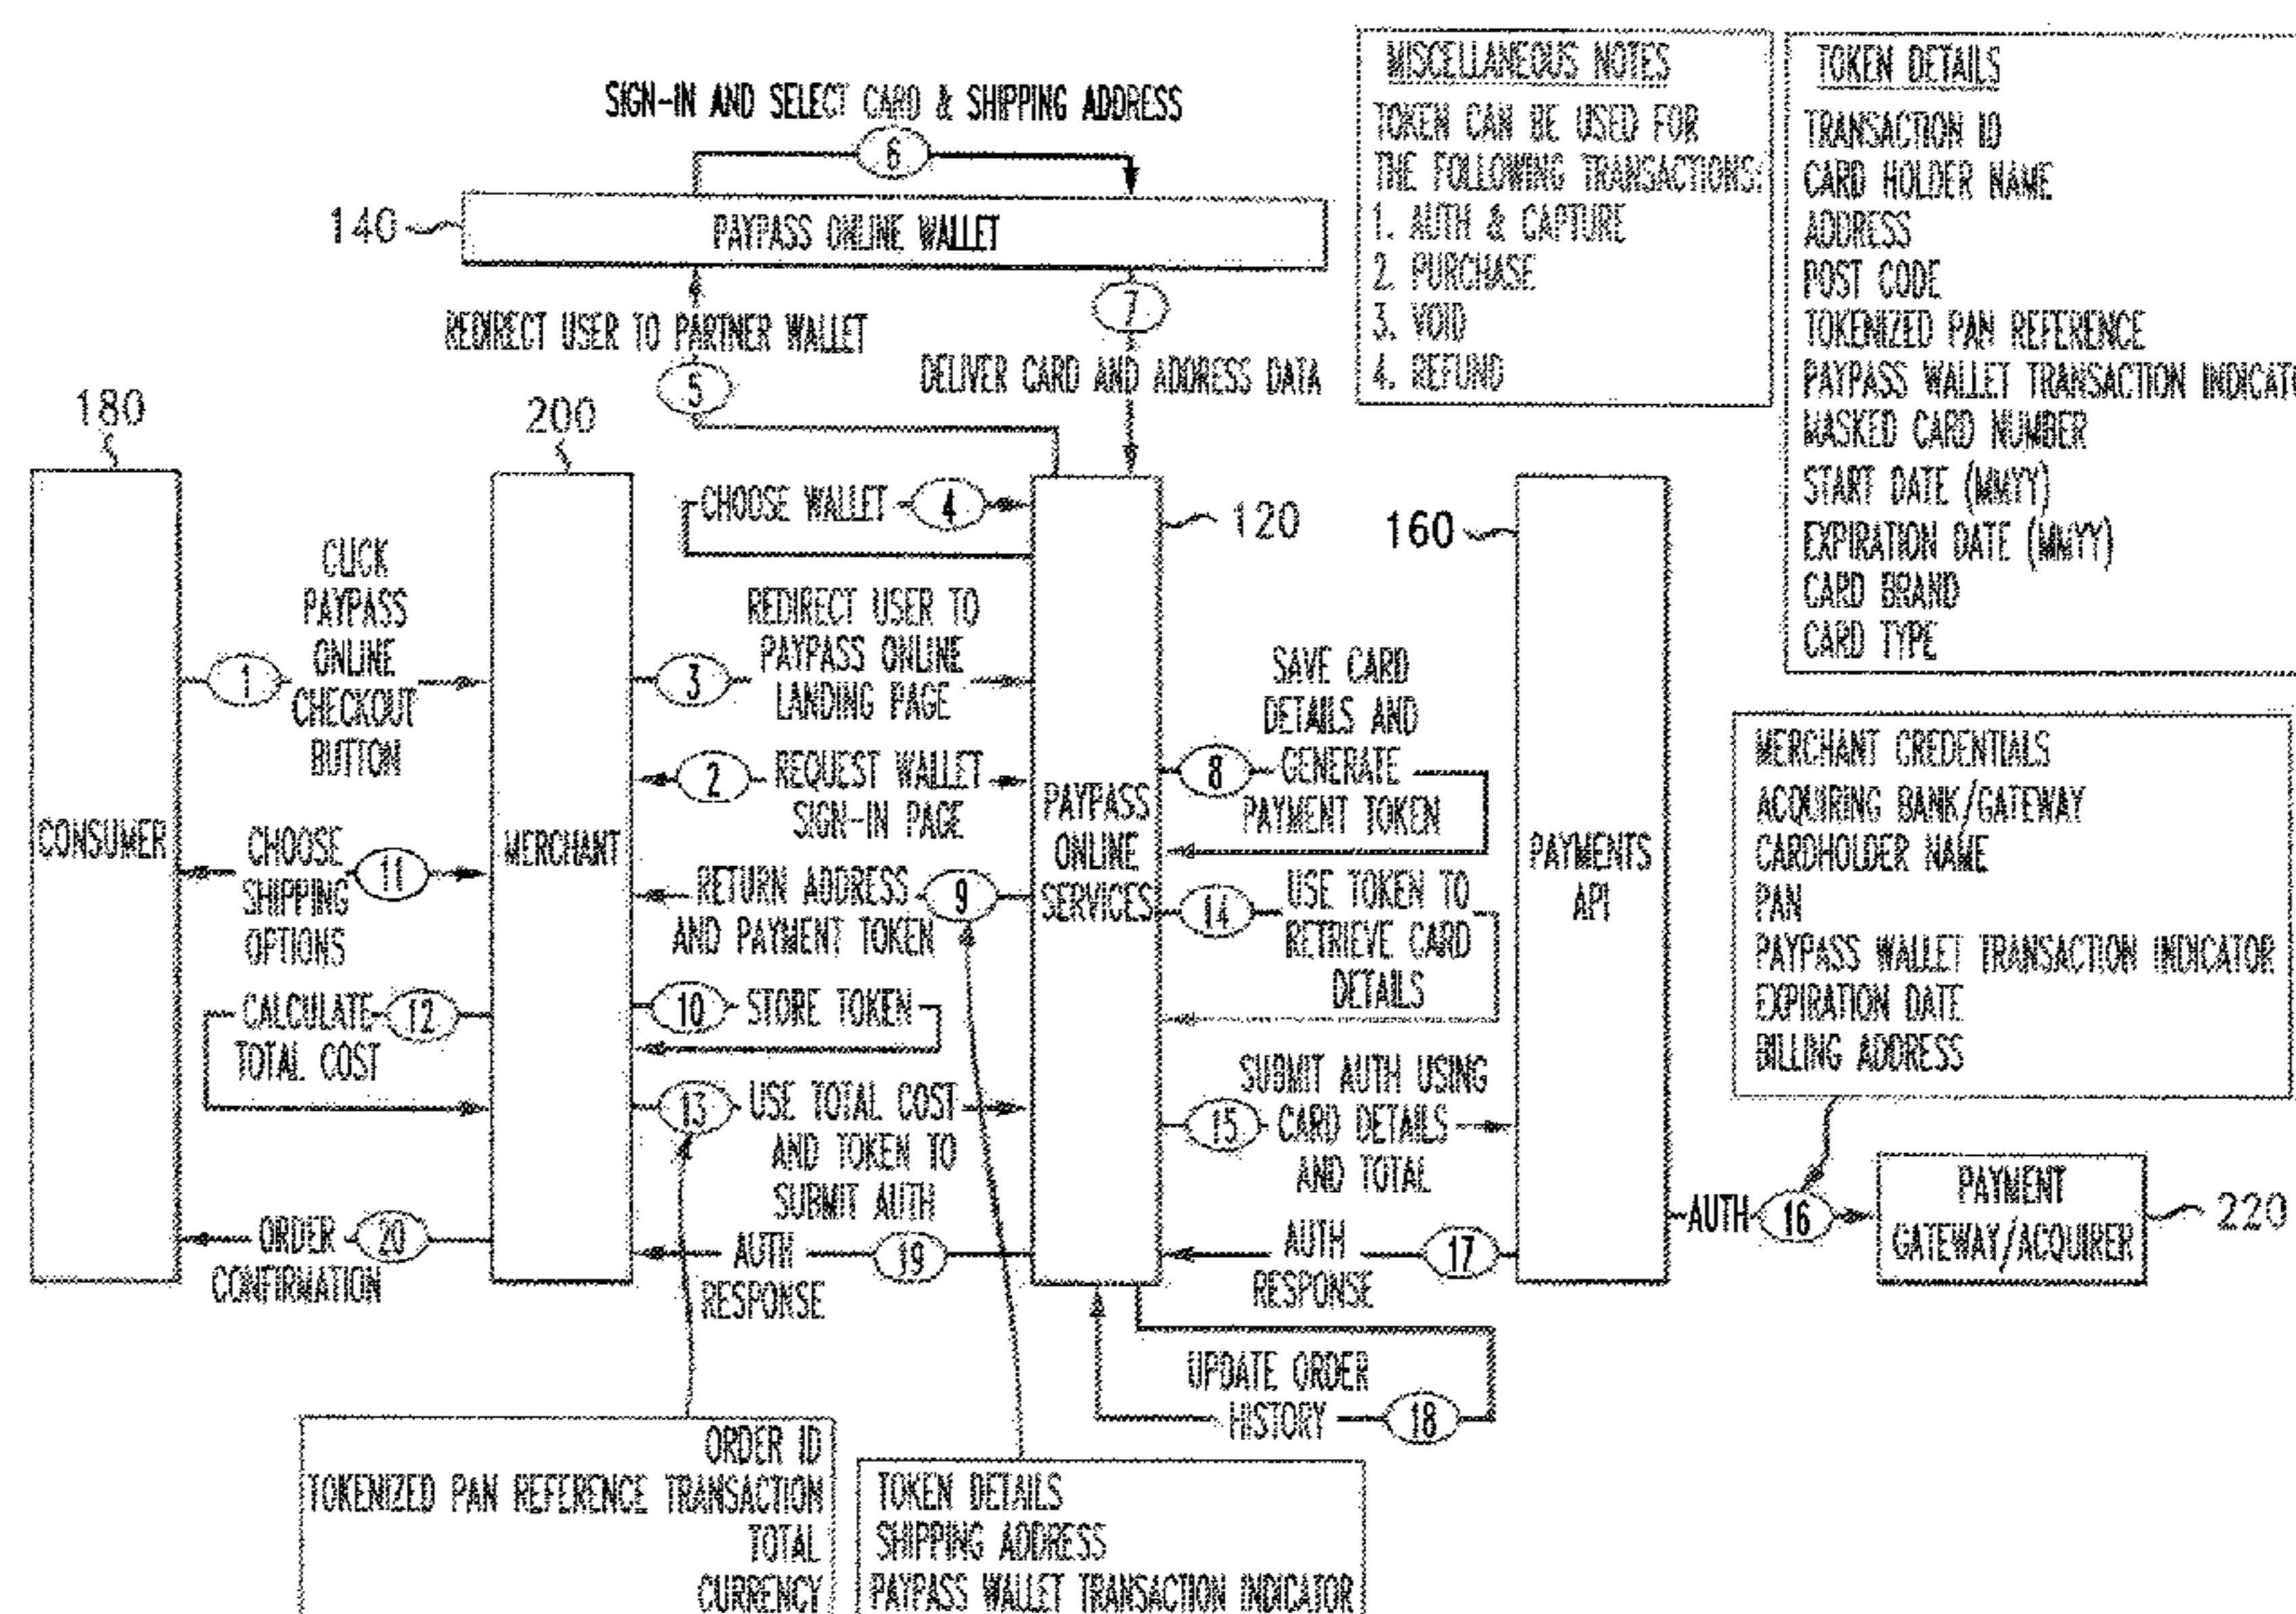 SIGN-IN AND SELECT CARD & SHIPPING ADDRESS
6
140
PAYPASS ONLINE WALLET
REDIRECT USER TO PARTNER WALLET
5
7
DELIVER CARD AND ADDRESS DATA
MISCELLANEOUS NOTES
TOKEN CAN BE USED FOR
THE FOLLOWING TRANSACTIONS:
1. AUTH & CAPTURE
2. PURCHASE
3. VOID
4. REFUND
TOKEN DETAILS
TRANSACTION ID
CARD HOLDER NAME
ADDRESS
POST CODE
TOKENIZED PAN REFERENCE
PAYPASS WALLET TRANSACTION INDICATO
MASKED CARD NUMBER
START DATE (MMYY)
EXPIRATION DATE (MMYY)
CARD BRAND
CARD TYPE
180
CONSUMER
200
MERCHANT
120
PAYPASS
ONLINE
SERVICES
160
PAYMENTS
API
1
CLICK
PAYPASS
ONLINE
CHECKOUT
BUTTON
CHOOSE WALLET
4
3
REDIRECT USER TO
PAYPASS ONLINE
LANDING PAGE
2
REQUEST WALLET
SIGN-IN PAGE
8
SAVE CARD
DETAILS AND
GENERATE
PAYMENT TOKEN
CHOOSE
SHIPPING
OPTIONS
11
RETURN ADDRESS
AND PAYMENT TOKEN
9
14
USE TOKEN TO
RETRIEVE CARD
DETAILS
CALCULATE
TOTAL COST
12
10
STORE TOKEN
13
USE TOTAL COST
AND TOKEN TO
SUBMIT AUTH
15
SUBMIT AUTH USING
CARD DETAILS
AND TOTAL
MERCHANT CREDENTIALS
ACQUIRING BANK/GATEWAY
CARDHOLDER NAME
PAN
PAYPASS WALLET TRANSACTION INDICATOR
EXPIRATION DATE
BILLING ADDRESS
AUTH
16
PAYMENT
GATEWAY/ACQUIRER
220
ORDER
CONFIRMATION
20
AUTH
RESPONSE
19
AUTH
RESPONSE
17
UPDATE ORDER
HISTORY
18
ORDER ID
TOKENIZED PAN REFERENCE TRANSACTION
TOTAL
CURRENCY
TOKEN DETAILS
SHIPPING ADDRESS
PAYPASS WALLET TRANSACTION INDICATOR